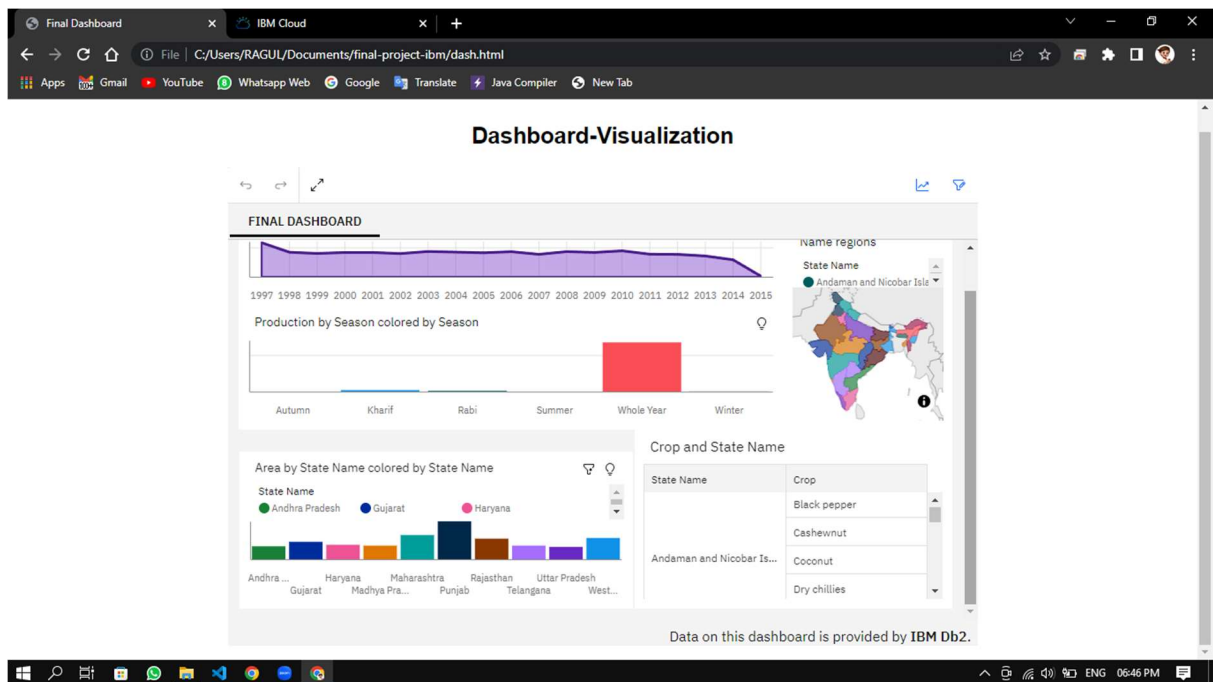 Final Dashboard
IBM Cloud
File C:/Users/RAGUL/Documents/final-project-ibm/dash.html
Apps Gmail YouTube Whatsapp Web Google Translate Java Compiler New Tab
Dashboard-Visualization
FINAL DASHBOARD
1997 1998 1999 2000 2001 2002 2003 2004 2005 2006 2007 2008 2009 2010 2011 2012 2013 2014 2015
Name regions
State Name
Andaman and Nicobar Isla
Production by Season colored by Season
Autumn Kharif Rabi Summer Whole Year Winter
Area by State Name colored by State Name
State Name
Andhra Pradesh Gujarat Haryana
Andhra ... Haryana Maharashtra Rajasthan Uttar Pradesh
Gujarat Madhya Pra... Punjab Telangana West...
Crop and State Name
State Name Crop
Black pepper
Cashewnut
Andaman and Nicobar Is... Coconut
Dry chillies
Data on this dashboard is provided by IBM Db2.
ENG 06:46 PM